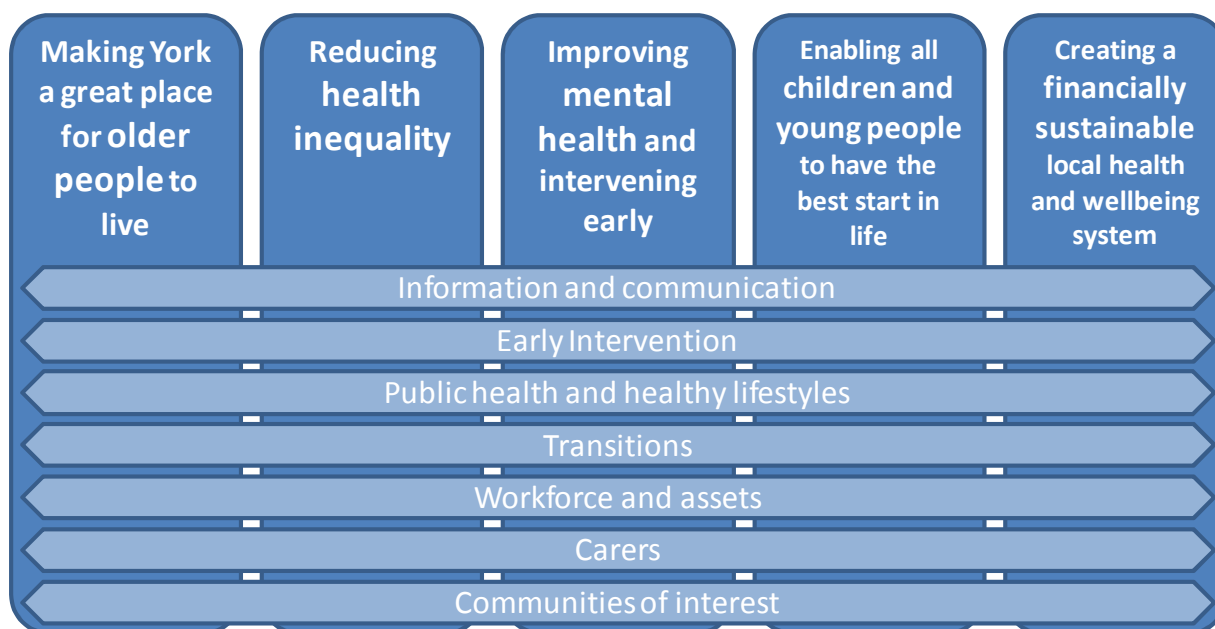 Making York
a great place
for older
people to
live
Reducing
health
inequality
Improving
mental
health and
intervening
early
Enabling all
children and
young people
to have the
best start in
life
Creating a
financially
sustainable
local health
and wellbeing
system
Information and communication
Early Intervention
Public health and healthy lifestyles
Transitions
Workforce and assets
Carers
Communities of interest